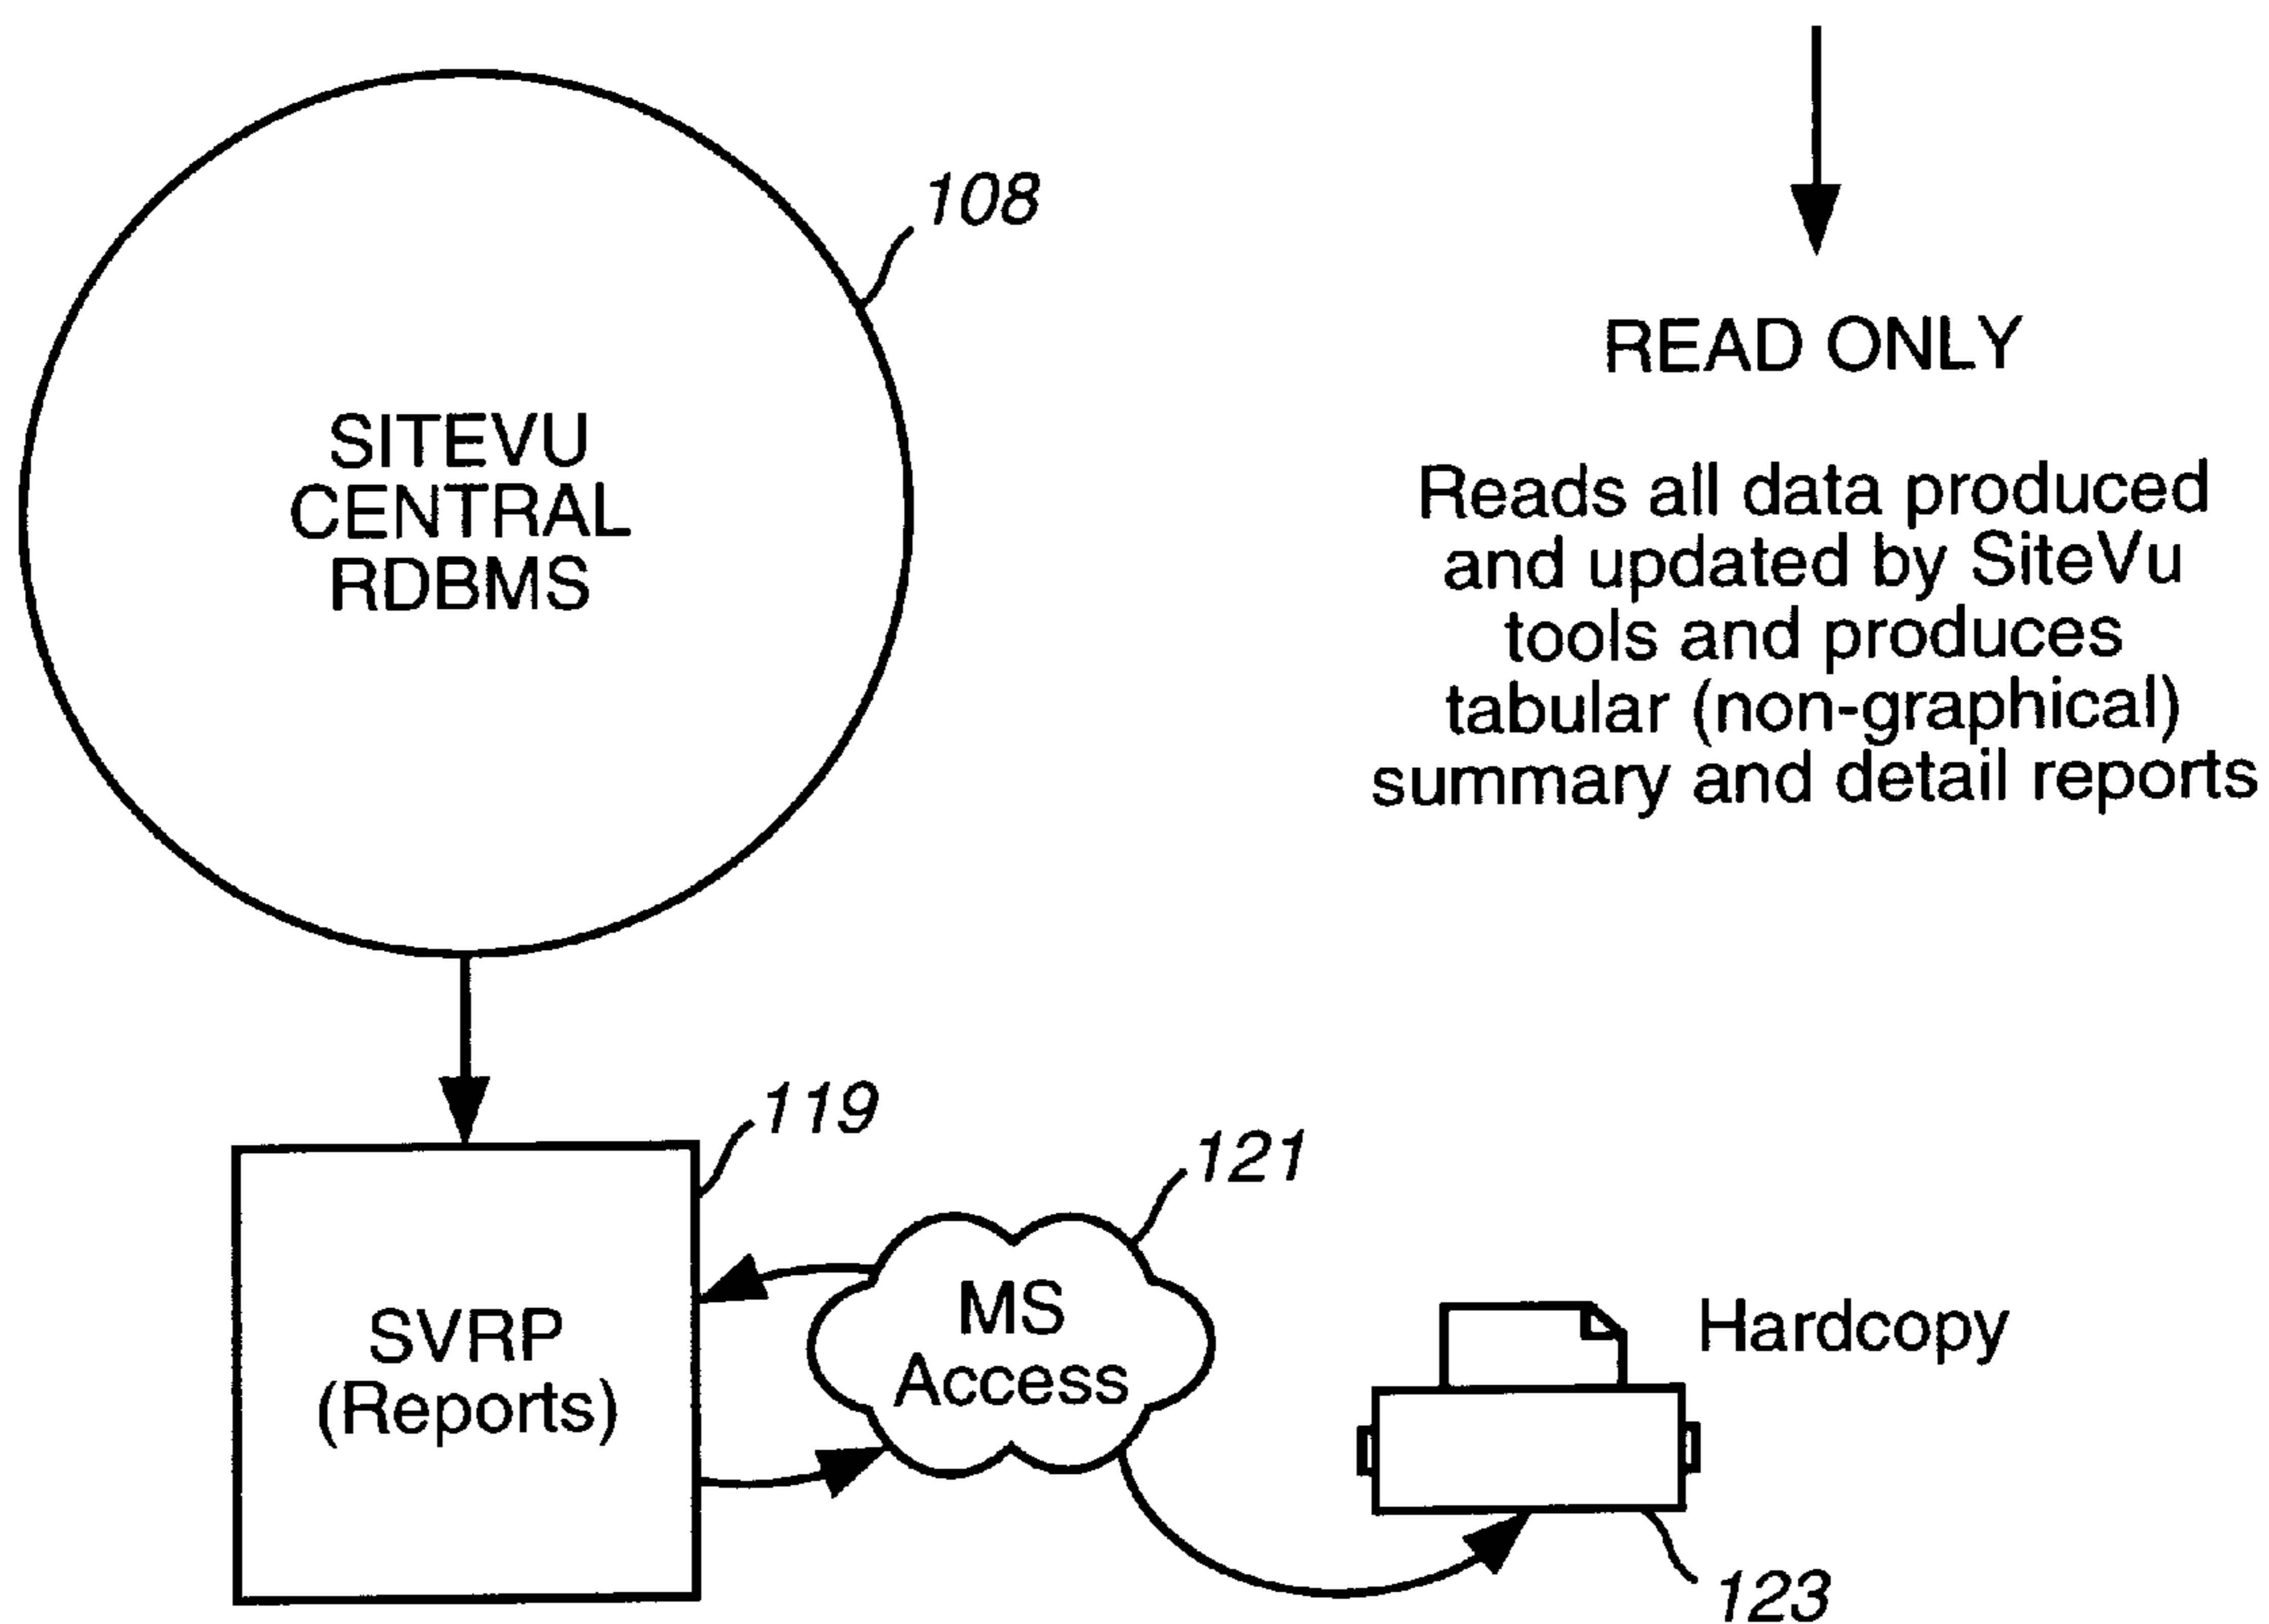 108
SITEVU
CENTRAL
RDBMS
READ ONLY
Reads all data produced
and updated by SiteVu
tools and produces
tabular (non-graphical)
summary and detail reports
119
SVRP
(Reports)
121
MS
Access
Hardcopy
123